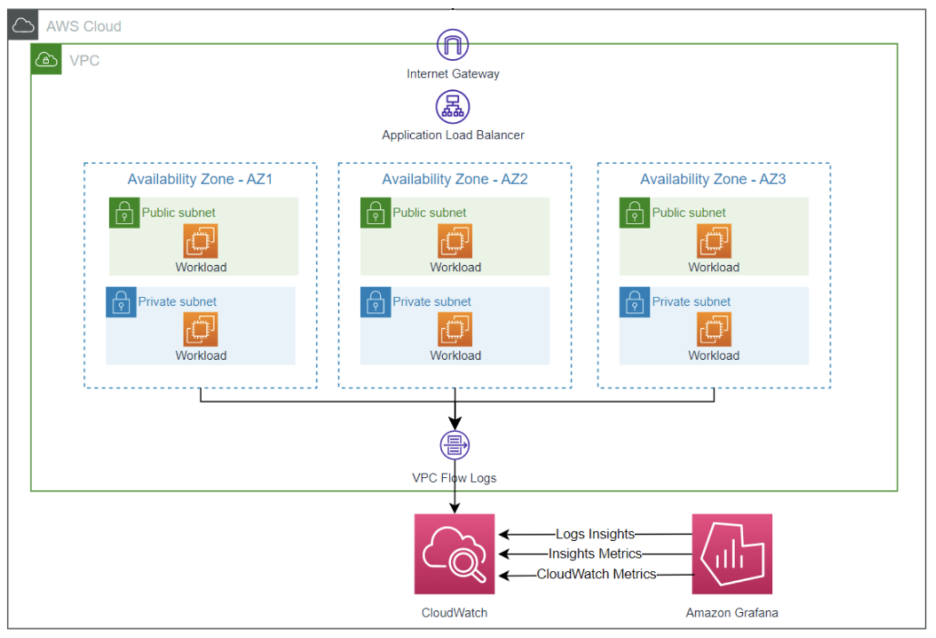 AWS Cloud
VPC
Internet Gateway
Application Load Balancer
Availability Zone - AZ1
Public subnet
Workload
Private subnet
Workload
Availability Zone - AZ2
Public subnet
Workload
Private subnet
Workload
Availability Zone - AZ3
Public subnet
Workload
Private subnet
Workload
VPC Flow Logs
Logs Insights
Insights Metrics
CloudWatch Metrics
CloudWatch
Amazon Grafana